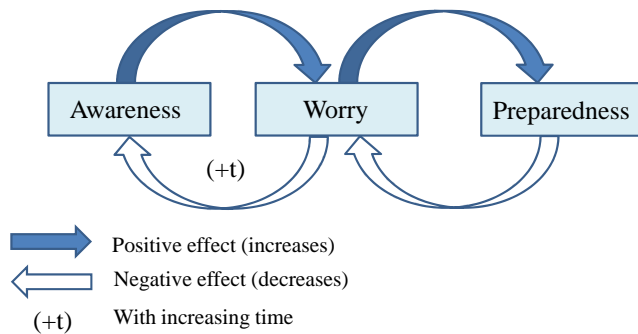 Awareness
Worry
Preparedness
(+t)
Positive effect (increases)
Negative effect (decreases)
(+t) With increasing time